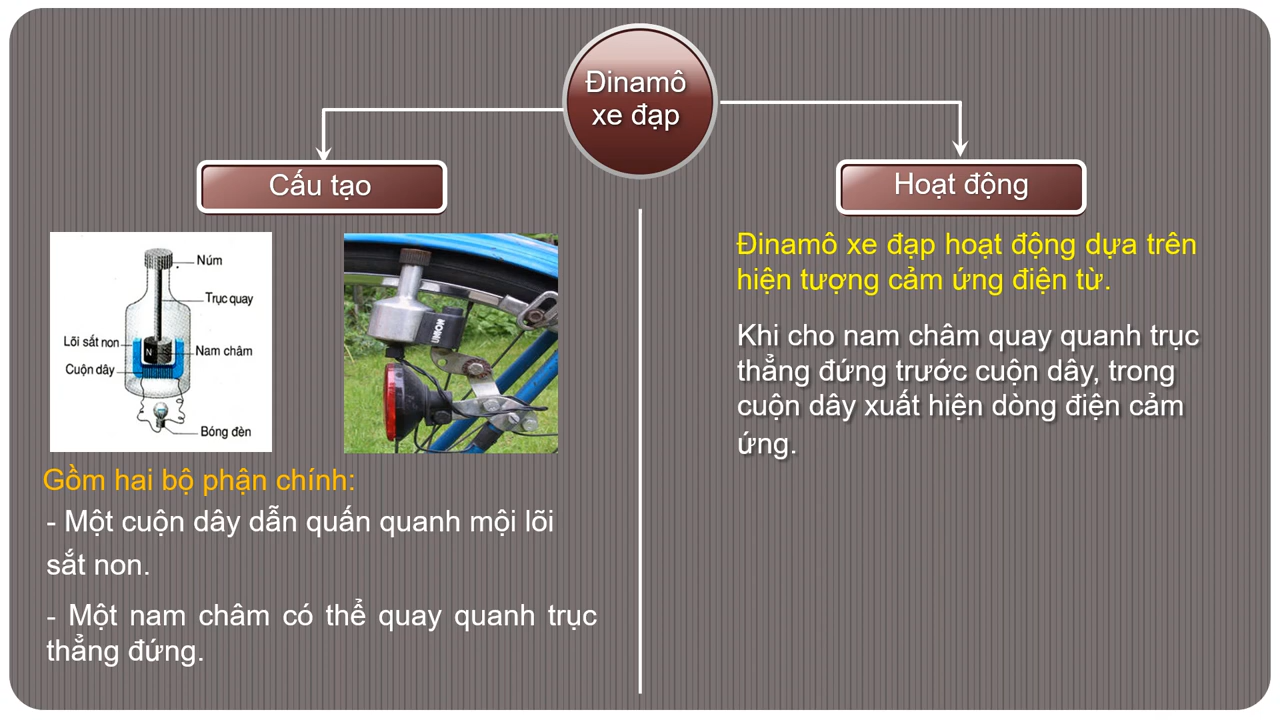 Đinamô
xe đạp
Cấu tạo
Hoạt động
Núm
Trục quay
Lõi sắt non
N
Nam châm
Cuộn dây
Bóng đèn
UNION
Gồm hai bộ phận chính:
- Một cuộn dây dẫn quấn quanh mội lõi
sắt non.
- Một nam châm có thể quay quanh trục
thẳng đứng.
Đinamô xe đạp hoạt động dựa trên
hiện tượng cảm ứng điện từ.
Khi cho nam châm quay quanh trục
thẳng đứng trước cuộn dây, trong
cuộn dây xuất hiện dòng điện cảm
ứng.